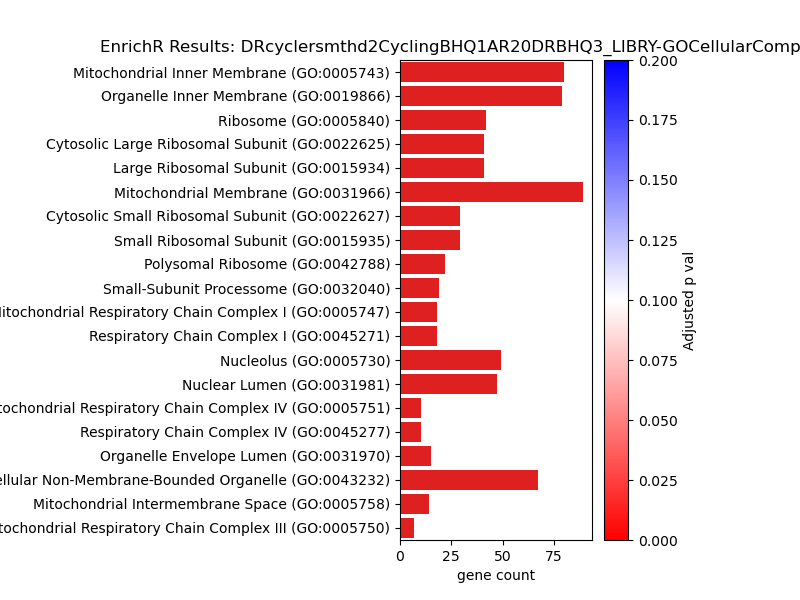 EnrichR Results: DRcyclersmthd2CyclingBHQ1AR20DRBHQ3_LIBRY-GOCellularComp
Mitochondrial Inner Membrane (GO:0005743)
Organelle Inner Membrane (GO:0019866)
Ribosome (GO:0005840)
Cytosolic Large Ribosomal Subunit (GO:0022625)
Large Ribosomal Subunit (GO:0015934)
Mitochondrial Membrane (GO:0031966)
Cytosolic Small Ribosomal Subunit (GO:0022627)
Small Ribosomal Subunit (GO:0015935)
Polysomal Ribosome (GO:0042788)
Small-Subunit Processome (GO:0032040)
itochondrial Respiratory Chain Complex I (GO:0005747)
Respiratory Chain Complex I (GO:0045271)
Nucleolus (GO:0005730)
Nuclear Lumen (GO:0031981)
tochondrial Respiratory Chain Complex IV (GO:0005751)
Respiratory Chain Complex IV (GO:0045277)
Organelle Envelope Lumen (GO:0031970)
ellular Non-Membrane-Bounded Organelle (GO:0043232)
Mitochondrial Intermembrane Space (GO:0005758)
tochondrial Respiratory Chain Complex III (GO:0005750)
0 25 50 75
gene count
0.200
0.175
0.150
0.125
0.100
0.075
0.050
0.025
0.000
Adjusted p val